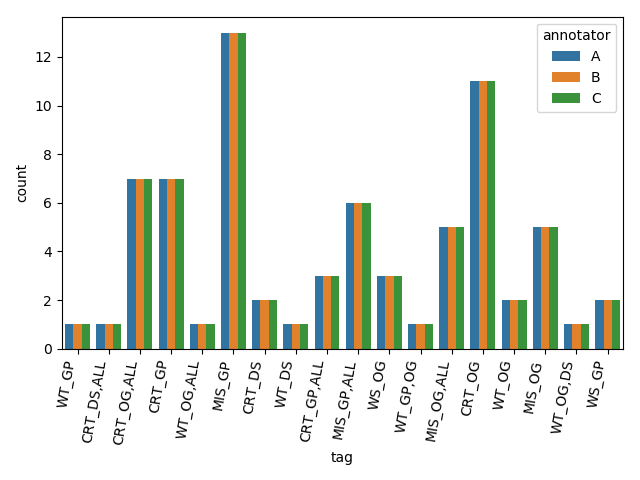 annotator
A
B
C
count
12
10
8
6
4
2
0
WT_GP
CRT_DS,ALL
CRT_OG,ALL
CRT_GP
WT_OG,ALL
MIS_GP
CRT_DS
WT_DS
CRT_GP,ALL
MIS_GP,ALL
WS_OG
WT_GP,OG
MIS_OG,ALL
CRT_OG
WT_OG
MIS_OG
WT_OG,DS
WS_GP
tag